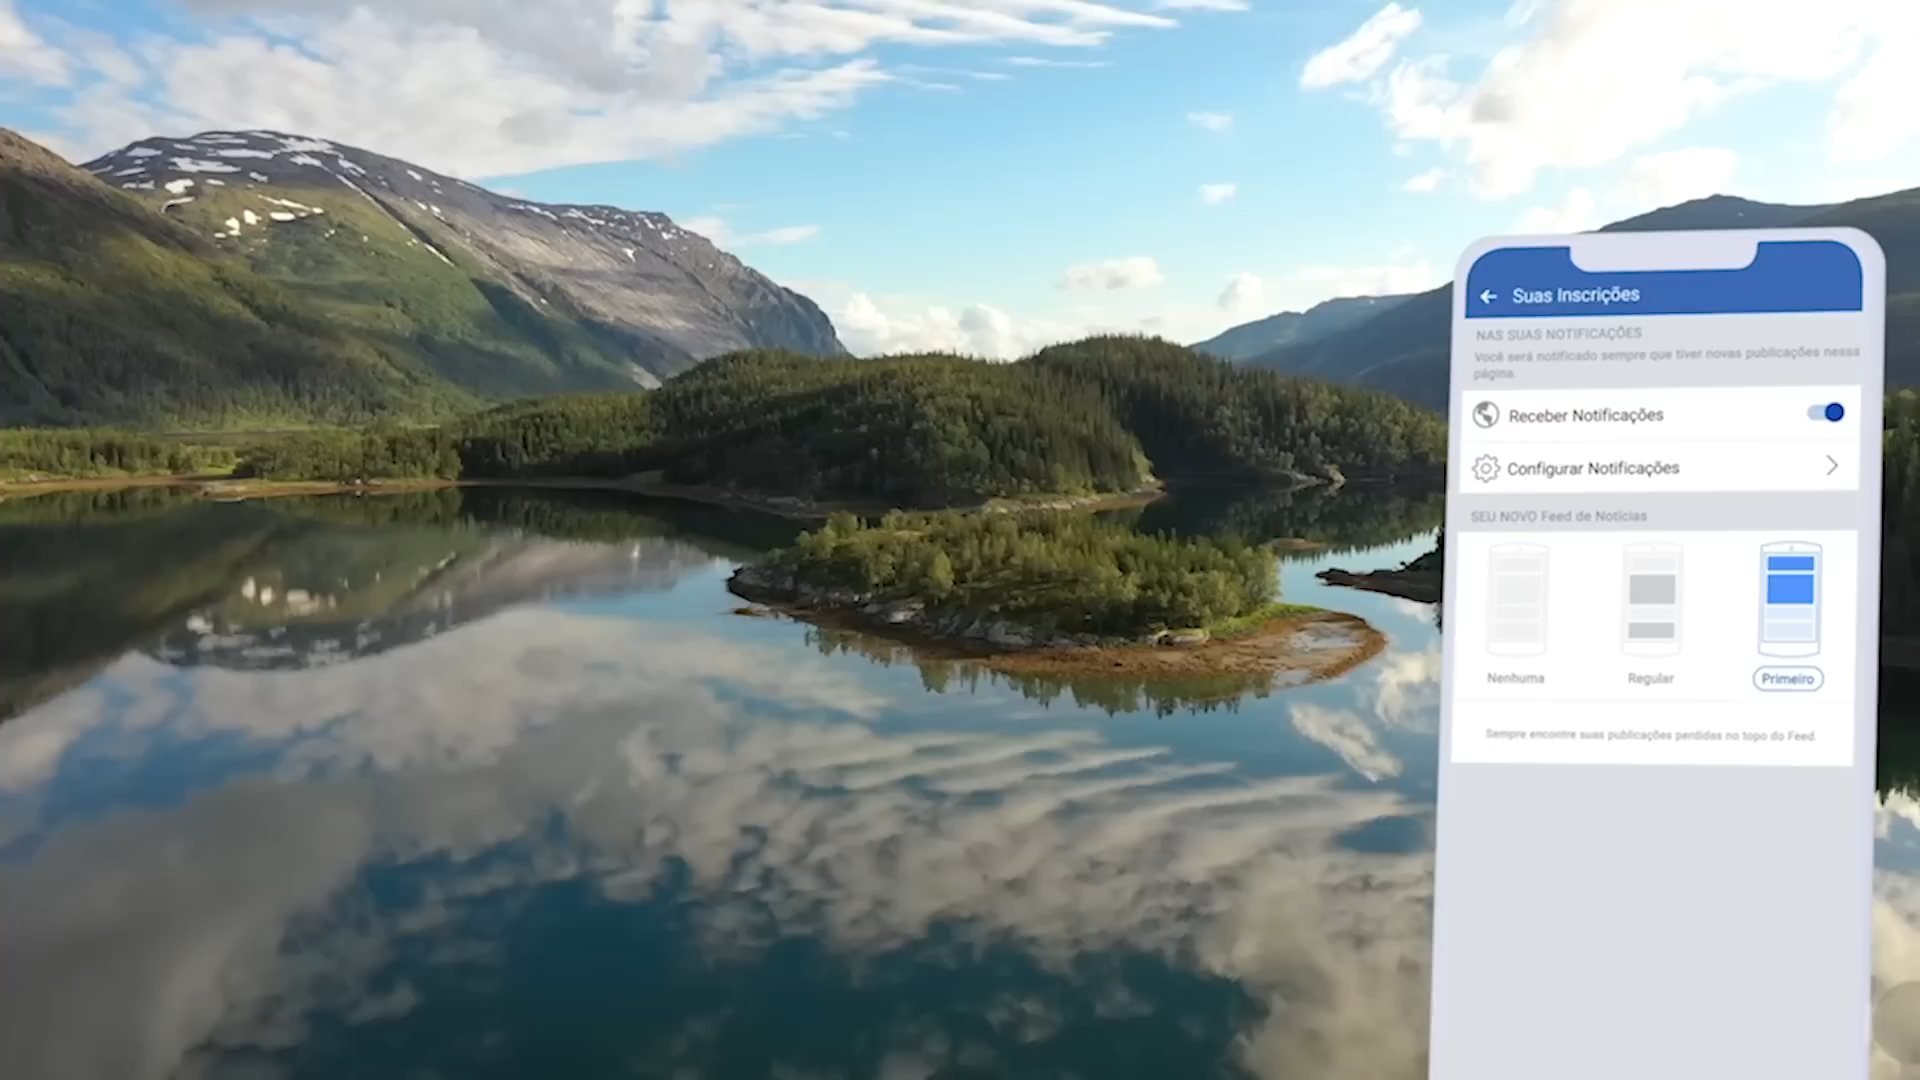 Suas Inscrições
NAS SUAS NOTIFICAÇÕES
Você será notificado sempre que tiver novas publicações nessa
página.
Receber Notificações
Configurar Notificações
SEU NOVO Feed de Notícias
Nenhuma
Regular
Primeiro
Sempre encontre suas publicações perdidas no topo do Feed.